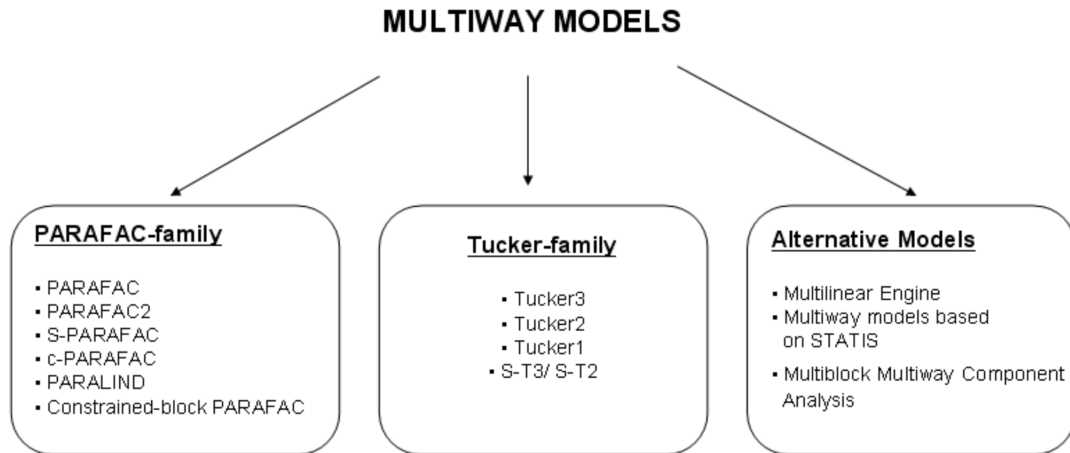 MULTIWAY MODELS
PARAFAC-family
▪ PARAFAC
▪ PARAFAC2
▪ S-PARAFAC
▪ c-PARAFAC
▪ PARALIND
▪ Constrained-block PARAFAC
Tucker-family
▪ Tucker3
▪ Tucker2
▪ Tucker1
▪ S-T3/ S-T2
Alternative Models
▪ Multilinear Engine
▪ Multiway models based
on STATIS
▪ Multiblock Multiway Component
Analysis